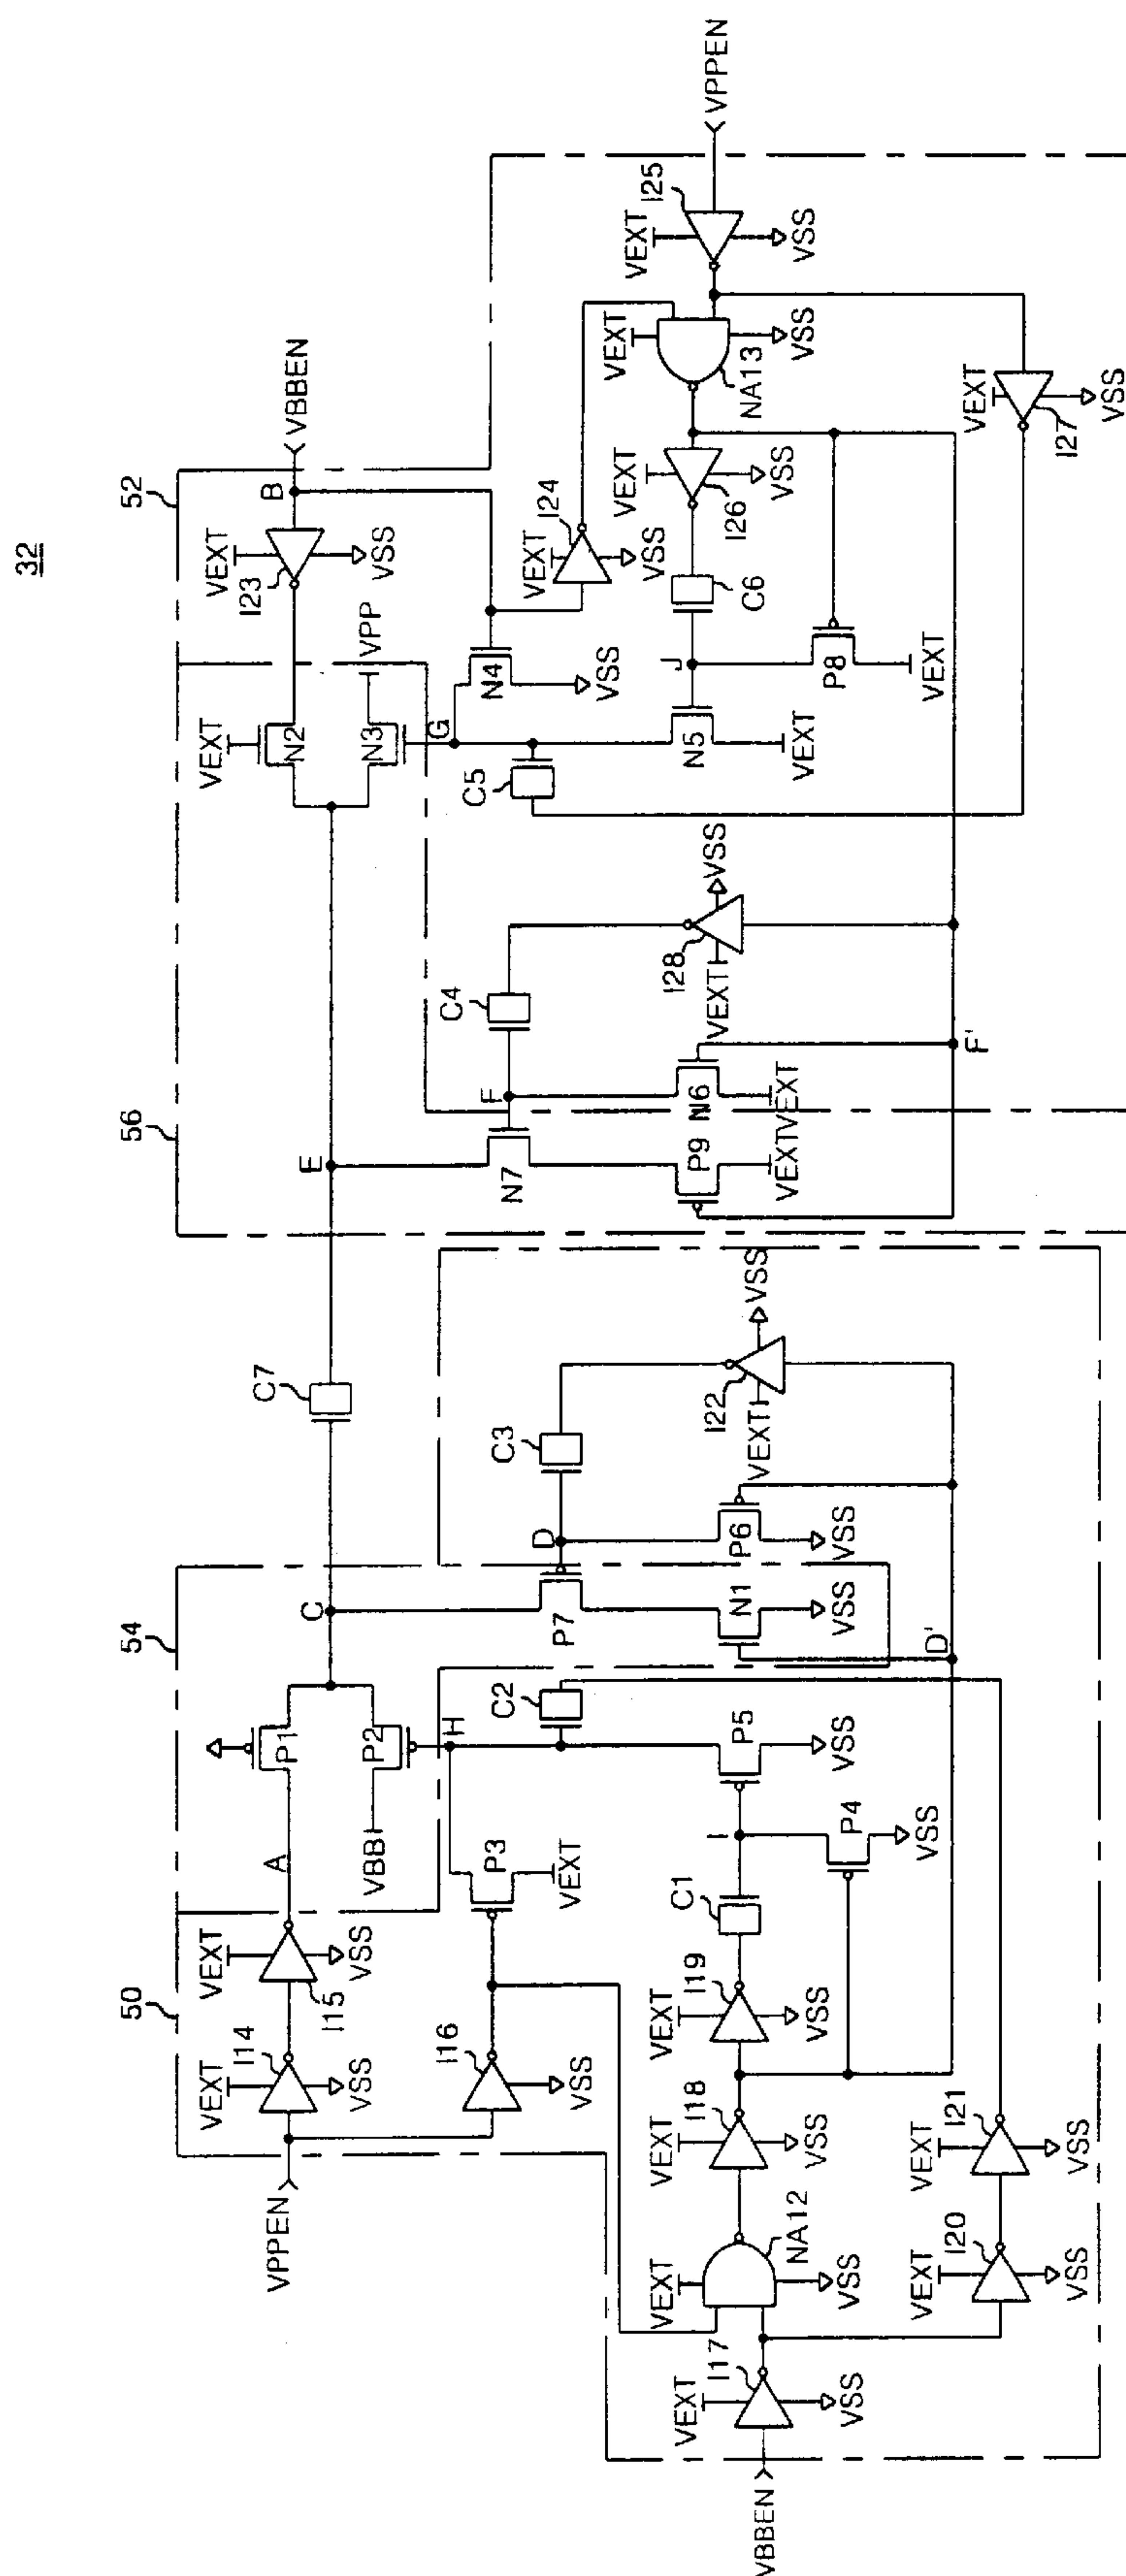 32
50
54
56
52
VPPEN
VEXT
I14
VSS
VEXT
I15
VSS
A
P1
P2
VBB
C
C7
E
VEXT
N2
N3
VPP
VEXT
I23
VSS
B
VBBEN
I16
VSS
P3
VEXT
H
C2
D
C3
N7
F
C4
C5
G
N4
VSS
VEXT
I24
VSS
VBBEN
VEXT
I17
VSS
VEXT
NA12
VSS
VEXT
I18
VSS
VEXT
I19
VSS
C1
I
P5
VSS
P4
VSS
P7
N1
VSS
D'
P6
VSS
I22
VEXT
VSS
P9
VEXT
N6
VEXT
F'
I28
VEXT
VSS
N5
VEXT
J
P8
VEXT
C6
VEXT
I26
VSS
VEXT
NA13
VSS
VEXT
I25
VSS
VPPEN
VEXT
I27
VSS
VEXT
I20
VSS
VEXT
I21
VSS